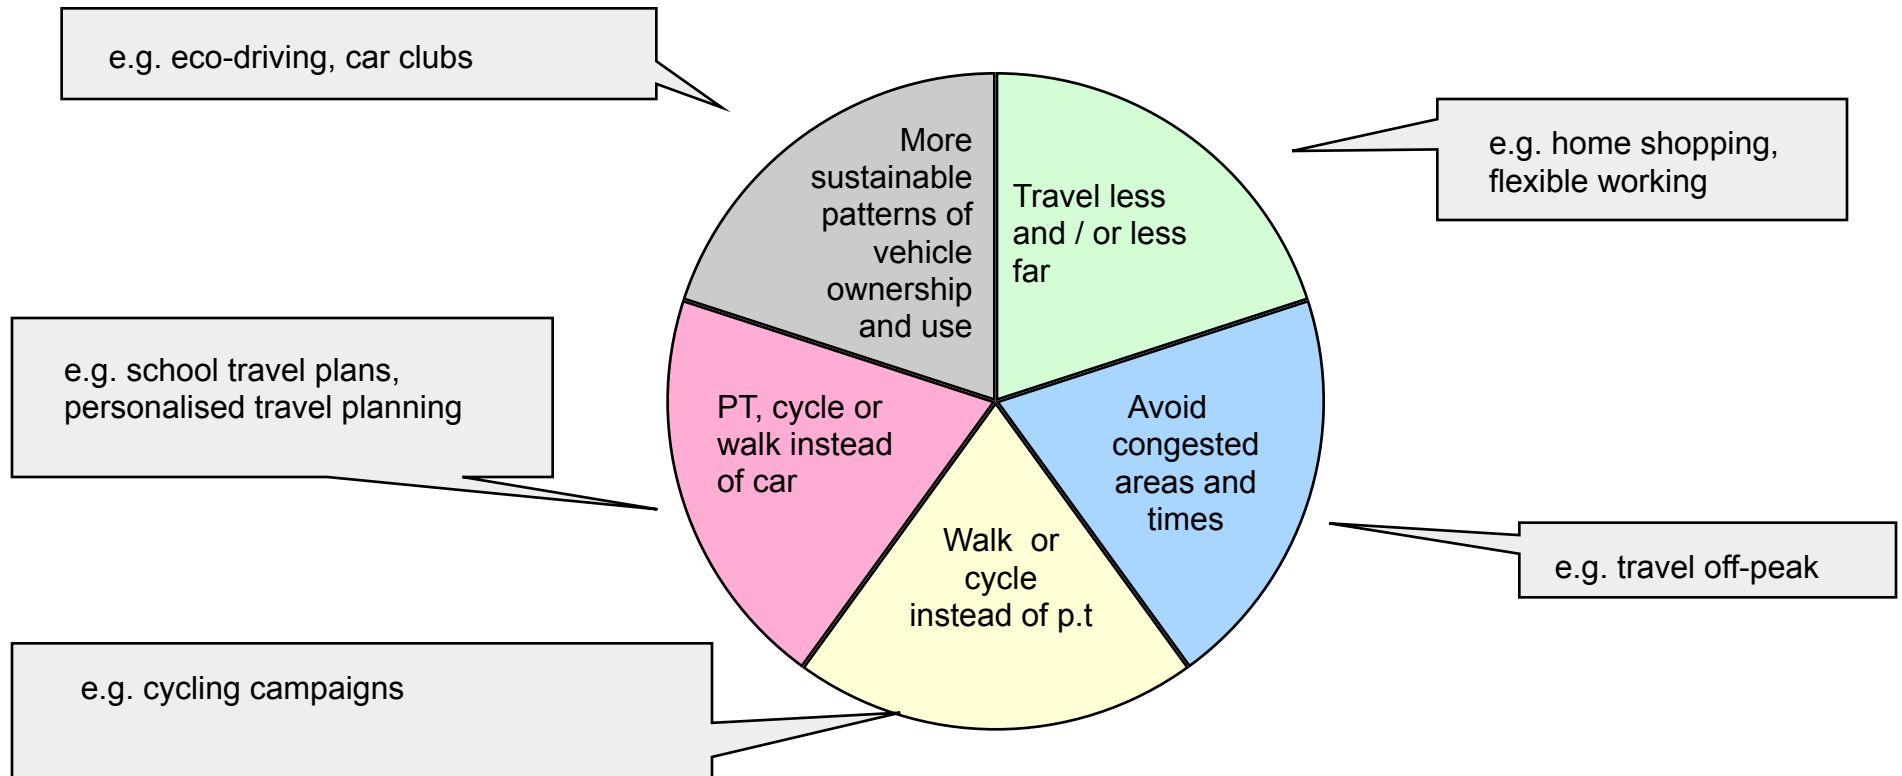 e.g. eco-driving, car clubs
e.g. home shopping,
flexible working
More
sustainable
patterns of
vehicle
ownership
and use
Travel less
and / or less
far
e.g. school travel plans,
personalised travel planning
PT, cycle or
walk instead
of car
Avoid
congested
areas and
times
Walk or
cycle
instead of p.t
e.g. travel off-peak
e.g. cycling campaigns